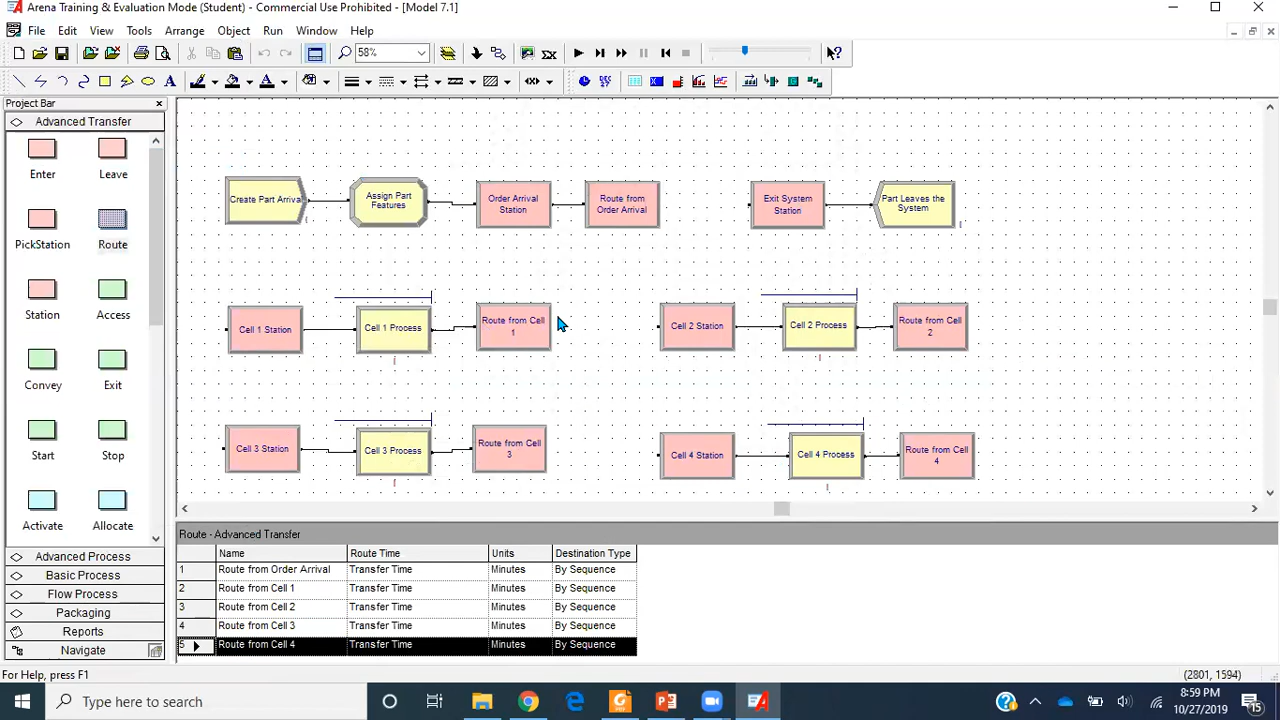 Arena Training & Evaluation Mode (Student) - Commercial Use Prohibited - [Model 7.1]
File Edit View Tools Arrange Object Run Window Help
58%
Project Bar
Advanced Transfer
Enter Leave
PickStation Route
Station Access
Convey Exit
Start Stop
Activate Allocate
Advanced Process
Basic Process
Flow Process
Packaging
Reports
Navigate
Create Part Arriva
Assign Part
Features
Order Arrival
Station
Route from
Order Arrival
Exit System
Station
Part Leaves the
System
Cell 1 Station
Cell 1 Process
Route from Cell
1
Cell 2 Station
Cell 2 Process
Route from Cell
2
Cell 3 Station
Cell 3 Process
Route from Cell
3
Cell 4 Station
Cell 4 Process
Route from Cell
4
Route - Advanced Transfer
Name Route Time Units Destination Type
1 Route from Order Arrival Transfer Time Minutes By Sequence
2 Route from Cell 1 Transfer Time Minutes By Sequence
3 Route from Cell 2 Transfer Time Minutes By Sequence
4 Route from Cell 3 Transfer Time Minutes By Sequence
5 Route from Cell 4 Transfer Time Minutes By Sequence
For Help, press F1
(2801, 1594)
Type here to search
8:59 PM
10/27/2019
15